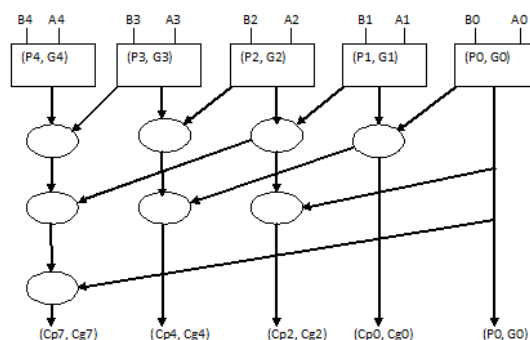 B4 A4 B3 A3 B2 A2 B1 A1 B0 A0
(P4, G4) (P3, G3) (P2, G2) (P1, G1) (P0, G0)
(Cp7, Cg7) (Cp4, Cg4) (Cp2, Cg2) (Cp0, Cg0) (P0, G0)